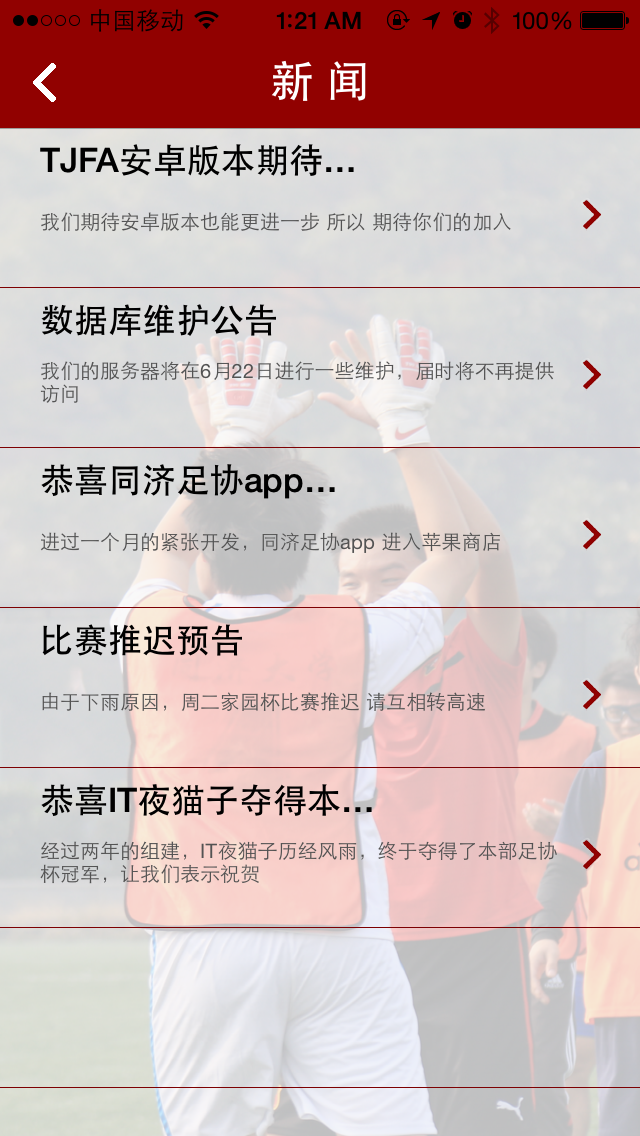 中国移动 1:21 AM 100%
新 闻
TJFA安卓版本期待...
我们期待安卓版本也能更进一步 所以 期待你们的加入
数据库维护公告
我们的服务器将在6月22日进行一些维护，届时将不再提供
访问
恭喜同济足协app...
进过一个月的紧张开发，同济足协app 进入苹果商店
比赛推迟预告
由于下雨原因，周二家园杯比赛推迟 请互相转高速
恭喜IT夜猫子夺得本...
经过两年的组建，IT夜猫子历经风雨，终于夺得了本部足协
杯冠军，让我们表示祝贺